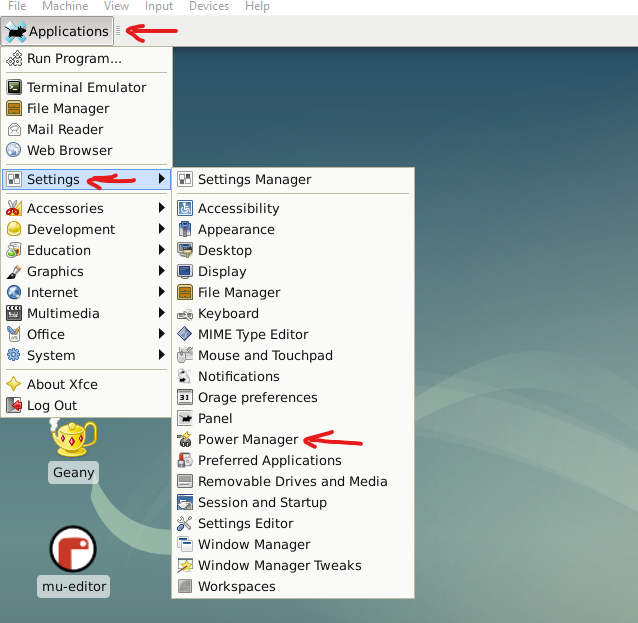 File Machine View Input Devices Help
Applications
Run Program...
Terminal Emulator
File Manager
Mail Reader
Web Browser
Settings
Accessories
Development
Education
Graphics
Internet
Multimedia
Office
System
About Xfce
Log Out
Settings Manager
Accessibility
Appearance
Desktop
Display
File Manager
Keyboard
MIME Type Editor
Mouse and Touchpad
Notifications
31 Orage preferences
Panel
Power Manager
Preferred Applications
Removable Drives and Media
Session and Startup
Settings Editor
Window Manager
Window Manager Tweaks
Workspaces
Geany
mu-editor